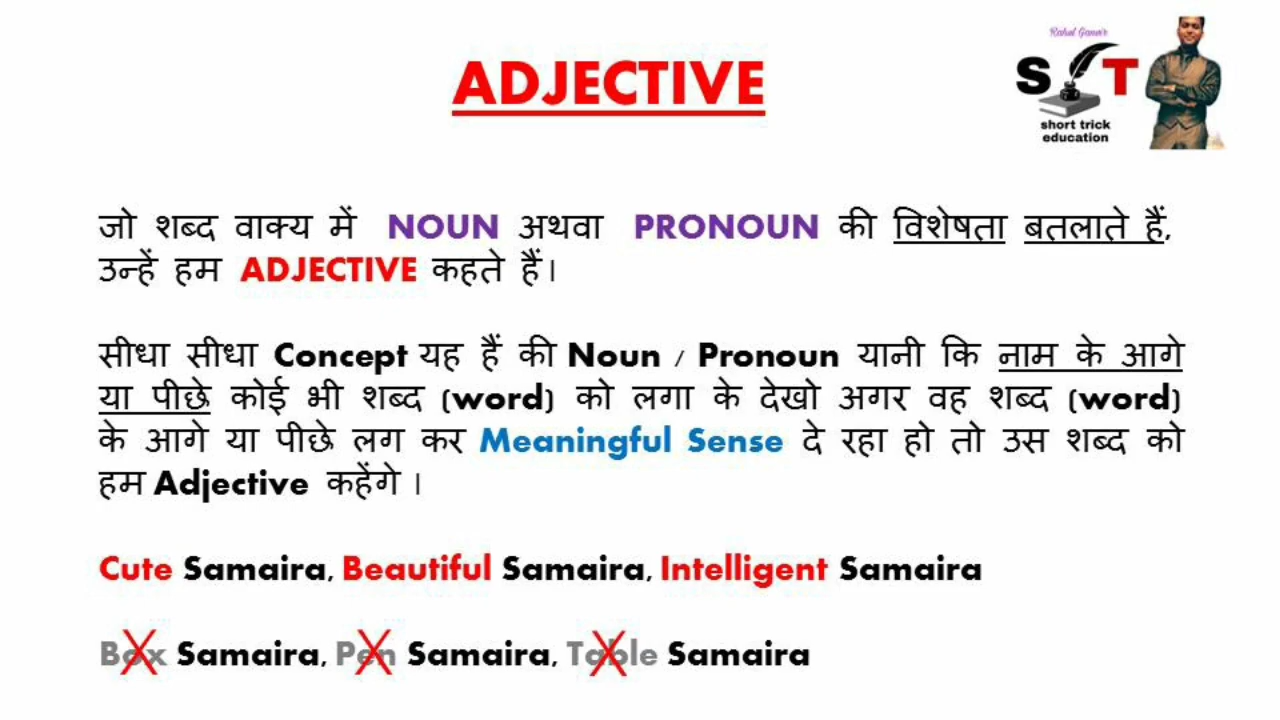 Rahul Ganvir
ADJECTIVE
S T
short trick
education
जो शब्द वाक्य में NOUN अथवा PRONOUN की विशेषता बतलाते हैं,
उन्हें हम ADJECTIVE कहते हैं।
सीधा सीधा Concept यह हैं की Noun / Pronoun यानी कि नाम के आगे
या पीछे कोई भी शब्द (word) को लगा के देखो अगर वह शब्द (word)
के आगे या पीछे लग कर Meaningful Sense दे रहा हो तो उस शब्द को
हम Adjective कहेंगे ।
Cute Samaira, Beautiful Samaira, Intelligent Samaira
Box Samaira, Pen Samaira, Table Samaira